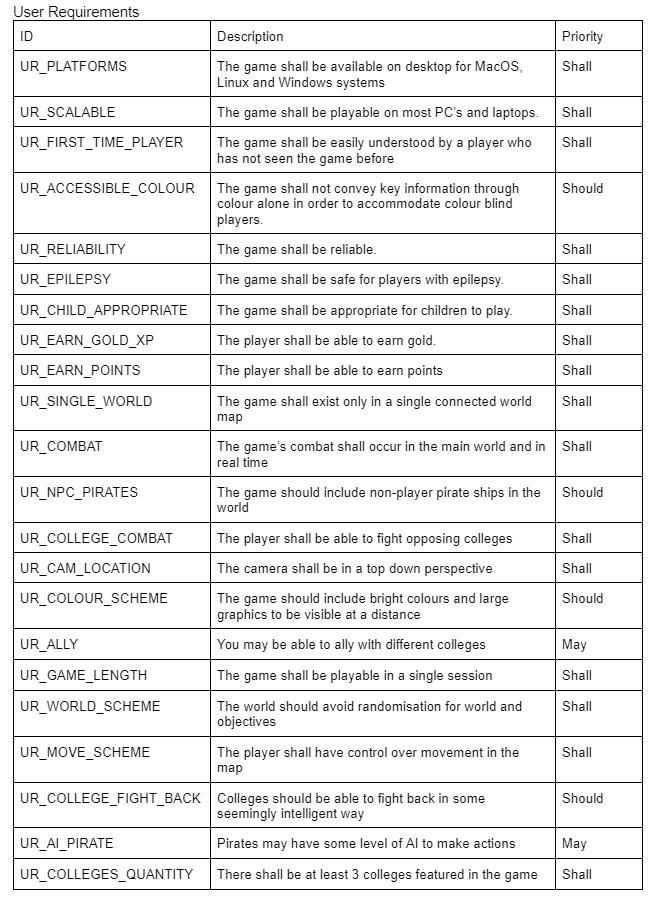 User Requirements
ID Description Priority
UR_PLATFORMS The game shall be available on desktop for MacOS, Shall
Linux and Windows systems
UR_SCALABLE The game shall be playable on most PC's and laptops. Shall
UR_FIRST_TIME_PLAYER The game shall be easily understood by a player who Shall
has not seen the game before
UR_ACCESSIBLE_COLOUR The game shall not convey key information through Should
colour alone in order to accommodate colour blind
players.
UR_RELIABILITY The game shall be reliable. Shall
UR_EPILEPSY The game shall be safe for players with epilepsy. Shall
UR_CHILD_APPROPRIATE The game shall be appropriate for children to play. Shall
UR_EARN_GOLD_XP The player shall be able to earn gold. Shall
UR_EARN_POINTS The player shall be able to earn points Shall
UR_SINGLE_WORLD The game shall exist only in a single connected world Shall
map
UR_COMBAT The game's combat shall occur in the main world and in Shall
real time
UR_NPC_PIRATES The game should include non-player pirate ships in the Should
world
UR_COLLEGE_COMBAT The player shall be able to fight opposing colleges Shall
UR_CAM_LOCATION The camera shall be in a top down perspective Shall
UR_COLOUR_SCHEME The game should include bright colours and large Should
graphics to be visible at a distance
UR_ALLY You may be able to ally with different colleges May
UR_GAME_LENGTH The game shall be playable in a single session Shall
UR_WORLD_SCHEME The world should avoid randomisation for world and Shall
objectives
UR_MOVE_SCHEME The player shall have control over movement in the Shall
map
UR_COLLEGE_FIGHT_BACK Colleges should be able to fight back in some Should
seemingly intelligent way
UR_AI_PIRATE Pirates may have some level of AI to make actions May
UR_COLLEGES_QUANTITY There shall be at least 3 colleges featured in the game Shall